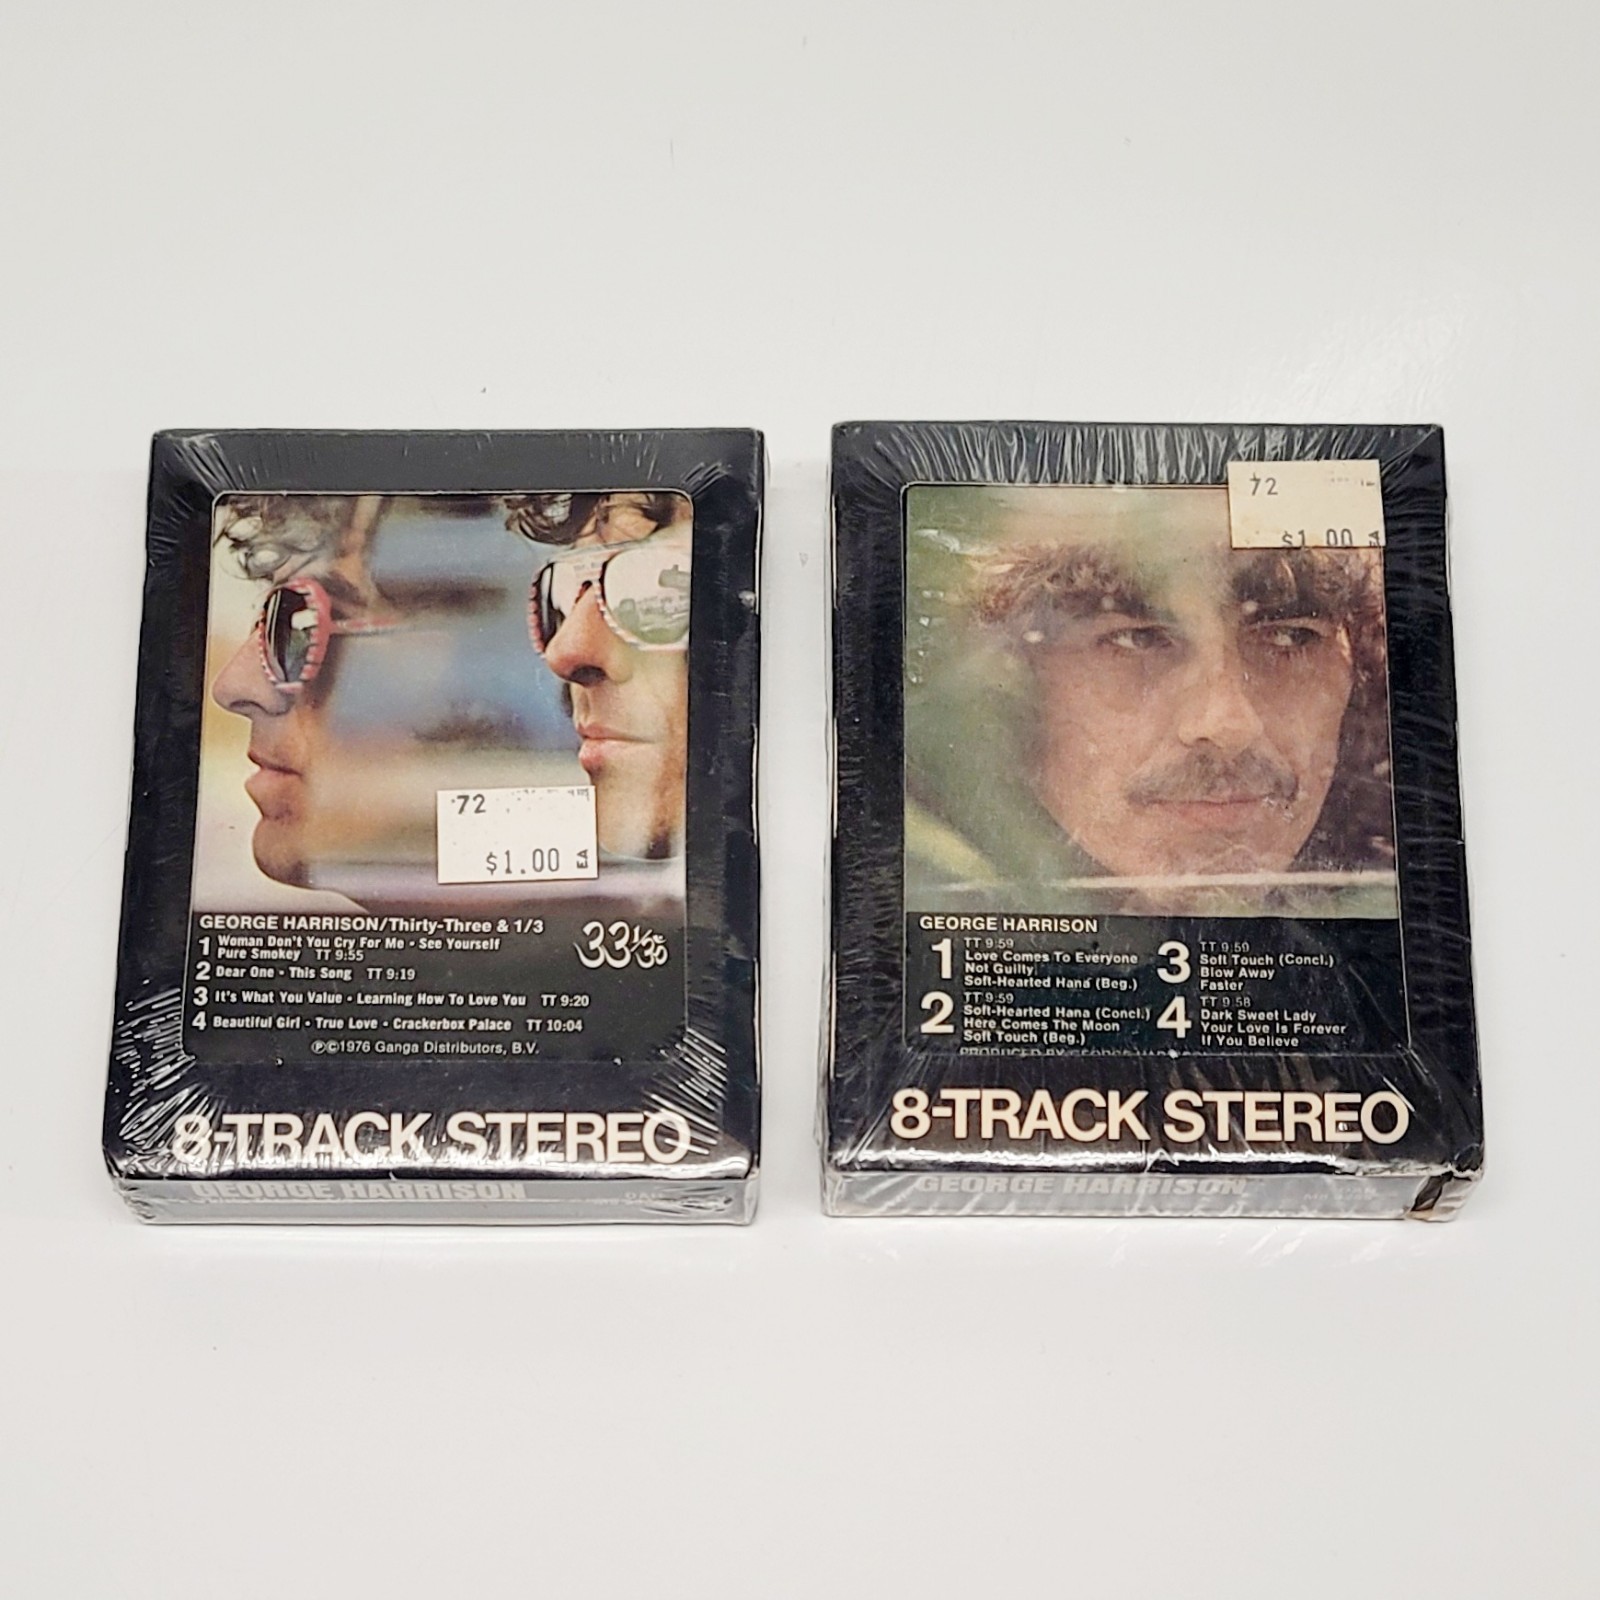 72
$1.00 EA
GEORGE HARRISON/Thirty-Three & 1/3
33 1/3
1 Woman Don't You Cry For Me • See Yourself
Pure Smokey TT 9:55
2 Dear One • This Song TT 9:19
3 It's What You Value • Learning How To Love You TT 9:20
4 Beautiful Girl • True Love • Crackerbox Palace TT 10:04
℗©1976 Ganga Distributors, B.V.
8-TRACK STEREO
GEORGE HARRISON
72
$1.00 EA
GEORGE HARRISON
1 TT 9:59
Love Comes To Everyone
Not Guilty
Soft-Hearted Hana (Beg.)
2 TT 9:59
Soft-Hearted Hana (Concl.)
Here Comes The Moon
Soft Touch (Beg.)
3 TT 9:59
Soft Touch (Concl.)
Blow Away
Faster
4 TT 9:58
Dark Sweet Lady
Your Love Is Forever
If You Believe
PRODUCED BY GEORGE HARRISON
8-TRACK STEREO
GEORGE HARRISON